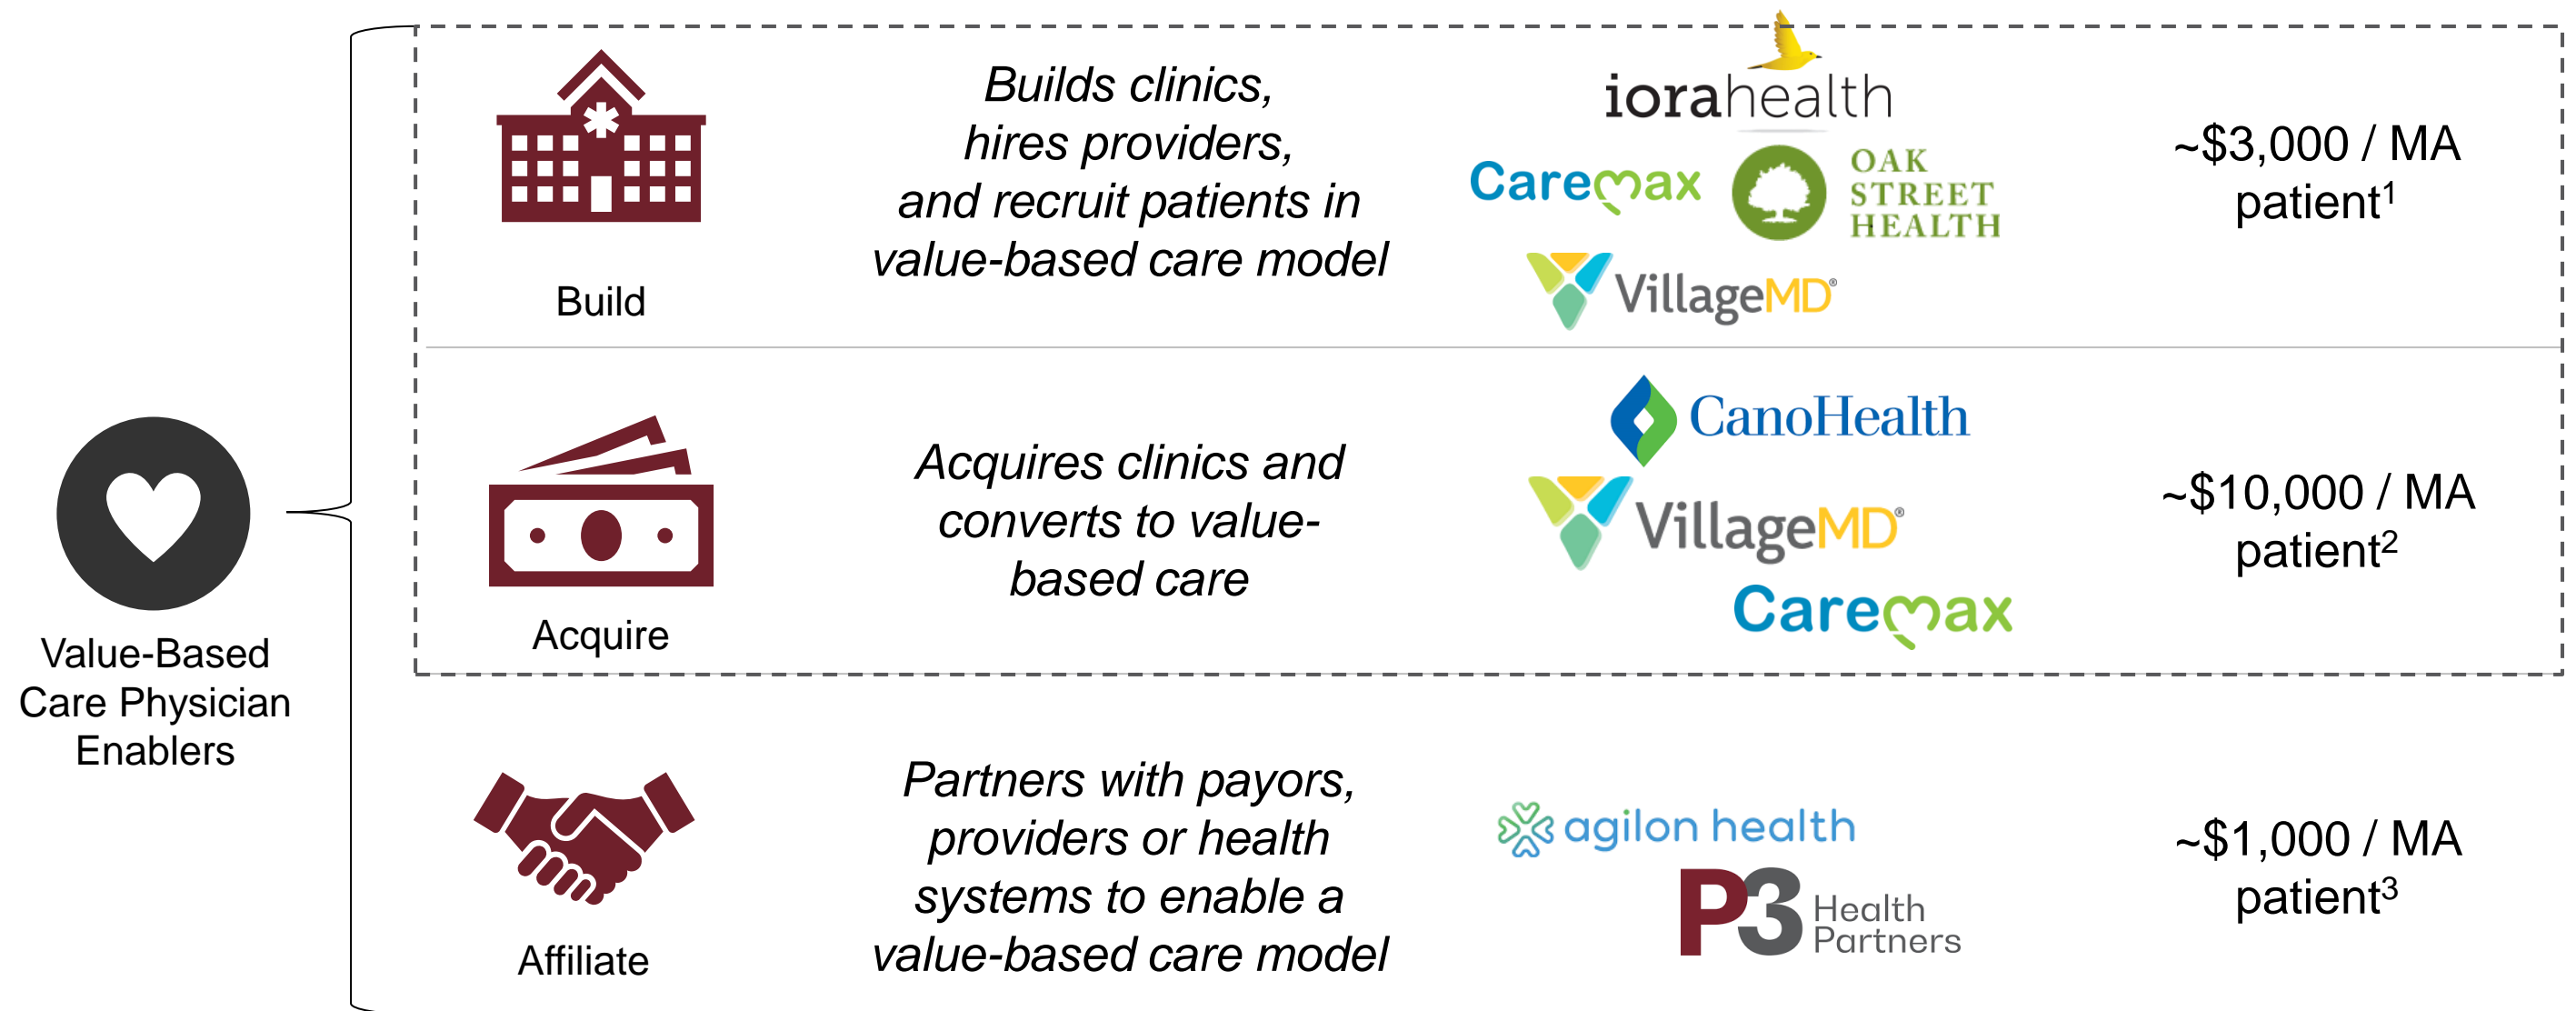 Builds clinics,
hires providers,
and recruit patients in
value-based care model
Build
iorahealth
Caremax
OAK
STREET
HEALTH
VillageMD®
~$3,000 / MA
patient1
Acquires clinics and
converts to value-
based care
Acquire
CanoHealth
VillageMD®
Caremax
~$10,000 / MA
patient2
Value-Based
Care Physician
Enablers
Partners with payors,
providers or health
systems to enable a
value-based care model
Affiliate
agilon health
P3 Health
Partners
~$1,000 / MA
patient3